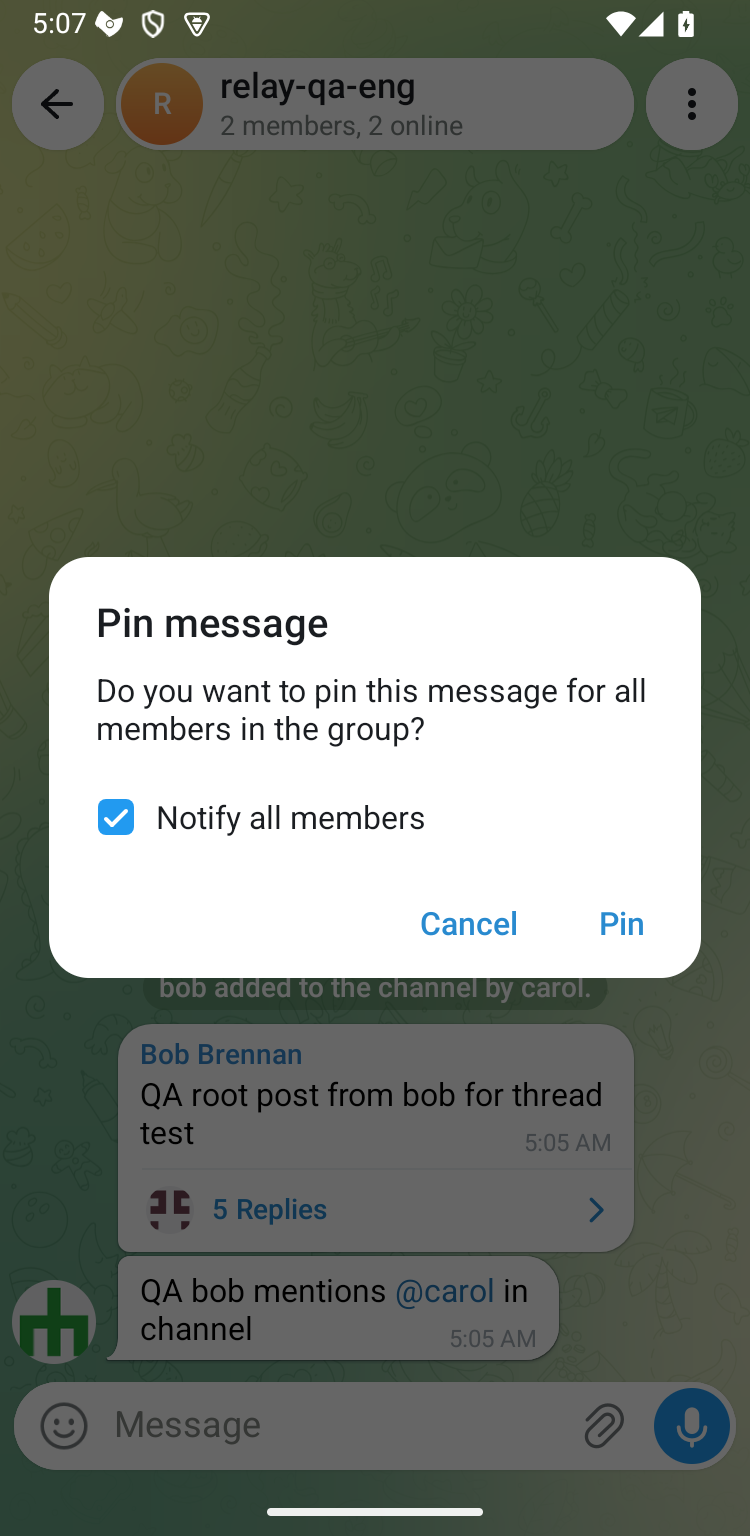 5:07
R
relay-qa-eng
2 members, 2 online
Pin message
Do you want to pin this message for all
members in the group?
Notify all members
Cancel
Pin
bob added to the channel by carol.
Bob Brennan
QA root post from bob for thread
test
5:05 AM
5 Replies
QA bob mentions @carol in
channel
5:05 AM
Message